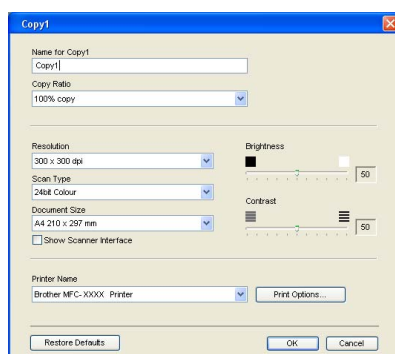 Copy1
Name for Copy1
Copy1
Copy Ratio
100% copy
Resolution
300 x 300 dpi
Scan Type
24bit Colour
Document Size
A4 210 x 297 mm
Show Scanner Interface
Brightness
50
Contrast
50
Printer Name
Brother MFC-XXXX Printer
Print Options...
Restore Defaults
OK
Cancel